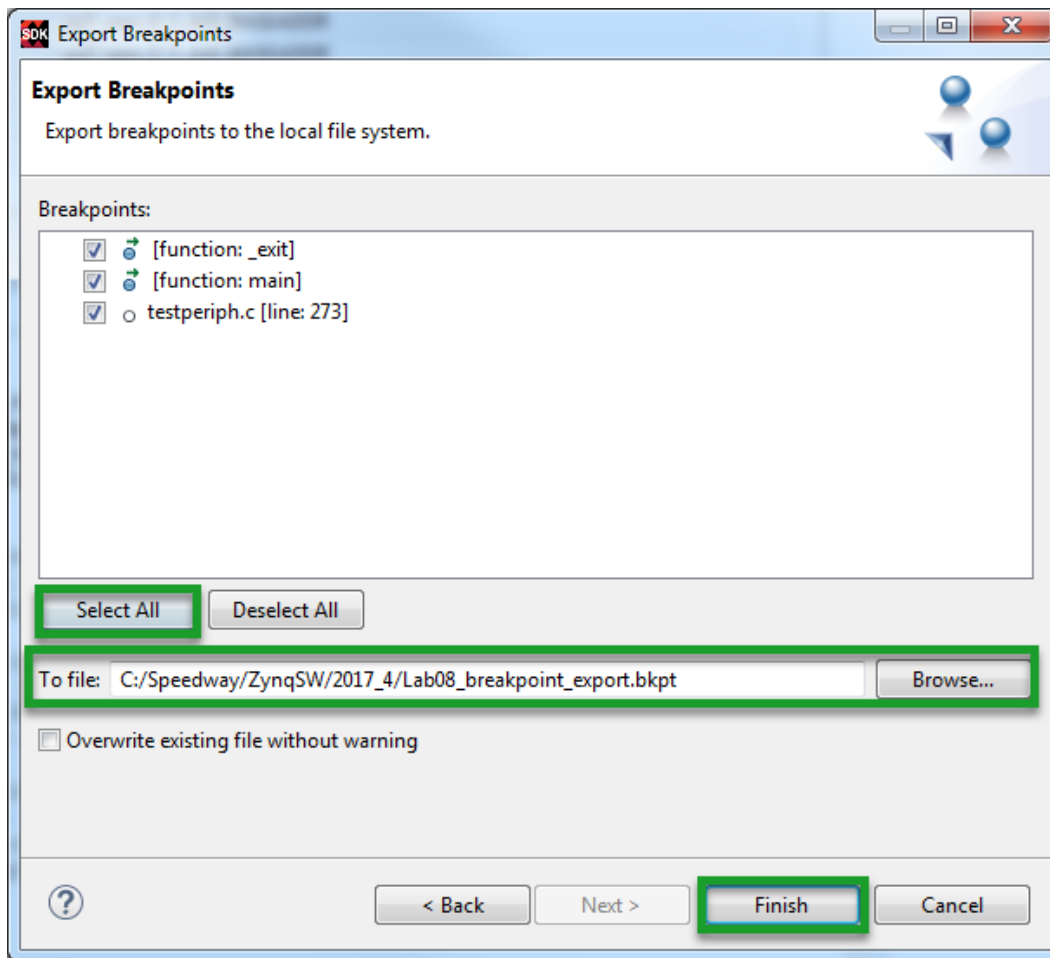 SDK Export Breakpoints
Export Breakpoints
Export breakpoints to the local file system.
Breakpoints:
[function: _exit]
[function: main]
testperiph.c [line: 273]
Select All Deselect All
To file: C:/Speedway/ZynqSW/2017_4/Lab08_breakpoint_export.bkpt Browse...
Overwrite existing file without warning
? < Back Next > Finish Cancel